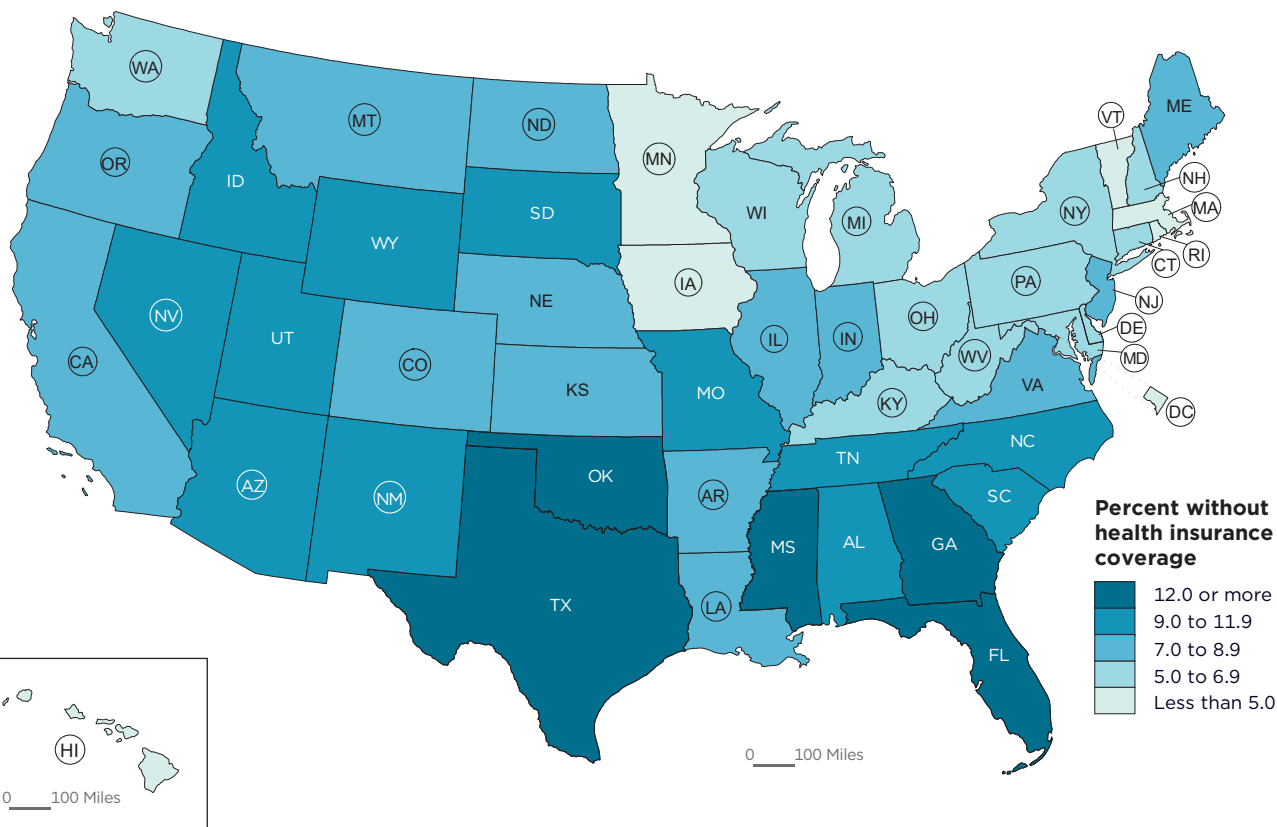 WA
MT
ND
MN
VT
ME
OR
ID
SD
WI
MI
NY
NH
MA
RI
CT
WY
IA
PA
NJ
NE
NV
UT
CO
IL
IN
OH
WV
DE
MD
CA
KS
MO
KY
VA
DC
AZ
NM
OK
AR
TN
NC
SC
TX
LA
MS
AL
GA
FL
HI
Percent without
health insurance
coverage
12.0 or more
9.0 to 11.9
7.0 to 8.9
5.0 to 6.9
Less than 5.0
0 100 Miles
0 100 Miles